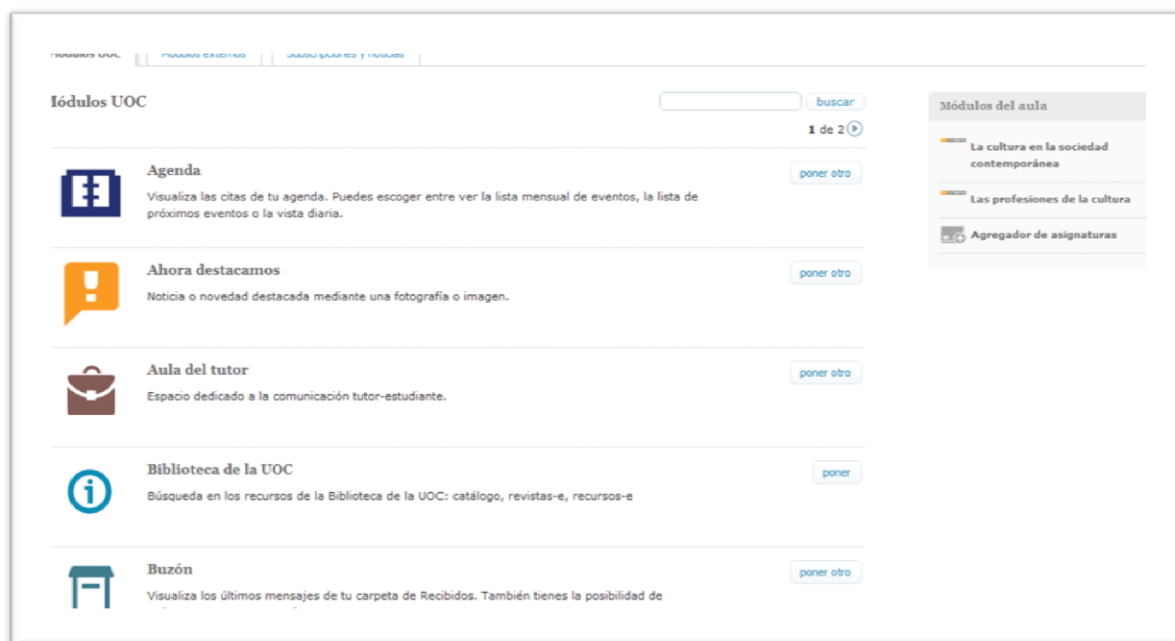 Módulos externos
Subscripciones y noticias
Módulos UOC
buscar
1 de 2
Agenda
poner otro
Visualiza las citas de tu agenda. Puedes escoger entre ver la lista mensual de eventos, la lista de
próximos eventos o la vista diaria.
Ahora destacamos
poner otro
Noticia o novedad destacada mediante una fotografía o imagen.
Aula del tutor
poner otro
Espacio dedicado a la comunicación tutor-estudiante.
Biblioteca de la UOC
poner
Búsqueda en los recursos de la Biblioteca de la UOC: catálogo, revistas-e, recursos-e
Buzón
poner otro
Visualiza los últimos mensajes de tu carpeta de Recibidos. También tienes la posibilidad de
Módulos del aula
La cultura en la sociedad
contemporánea
Las profesiones de la cultura
Agregador de asignaturas